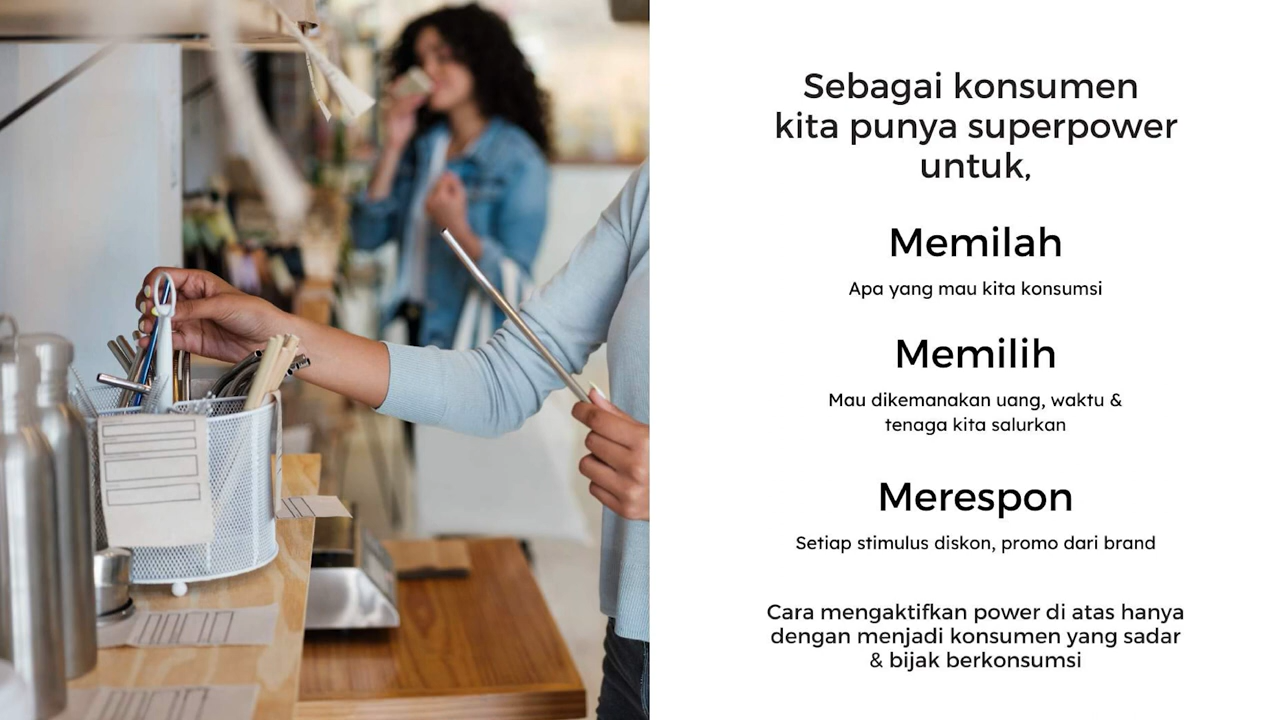 Sebagai konsumen
kita punya superpower
untuk,
Memilah
Apa yang mau kita konsumsi
Memilih
Mau dikemanakan uang, waktu &
tenaga kita salurkan
Merespon
Setiap stimulus diskon, promo dari brand
Cara mengaktifkan power di atas hanya
dengan menjadi konsumen yang sadar
& bijak berkonsumsi